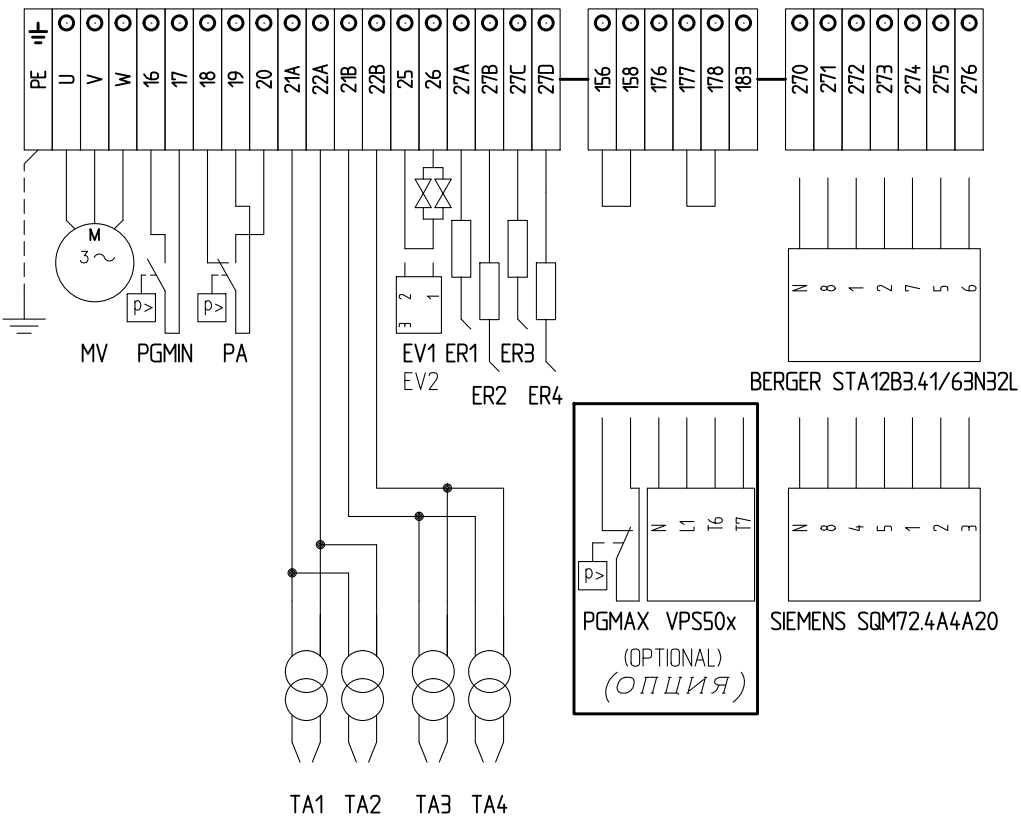 PE U V W 16 17 18 19 20 21A 22A 21B 22B 25 26 27A 27B 27C 27D 156 158 176 177 178 183 270 271 272 273 274 275 276
M
3~
N 8 1 2 7 5 6
p> p>
3 2 1
MV PGMIN PA EV1 ER1 ER3
EV2 ER2 ER4
BERGER STA12B3.41/63N32L
N L1 T6 T7
N 8 4 5 1 2 3
p>
PGMAX VPS50x SIEMENS SQM72.4A4A20
(OPTIONAL)
(ОПЦИЯ)
TA1 TA2 TA3 TA4